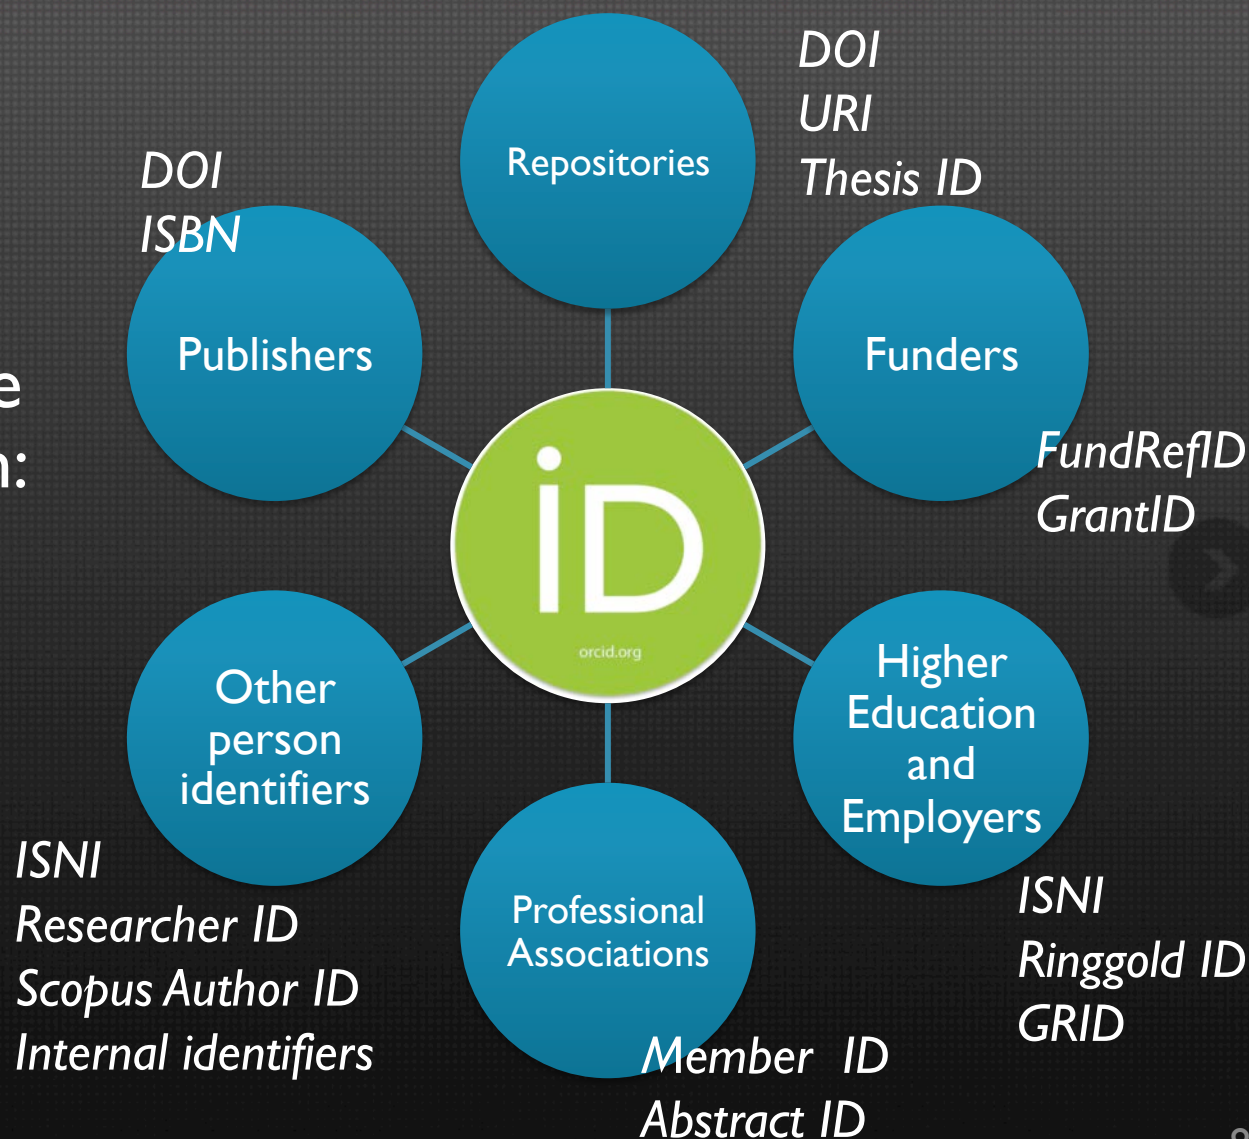 DOI
URI
Thesis ID
Repositories
DOI
ISBN
Publishers
Funders
FundRefID
GrantID
iD
orcid.org
Other
person
identifiers
ISNI
Researcher ID
Scopus Author ID
Internal identifiers
Higher
Education
and
Employers
ISNI
Ringgold ID
GRID
Professional
Associations
Member ID
Abstract ID